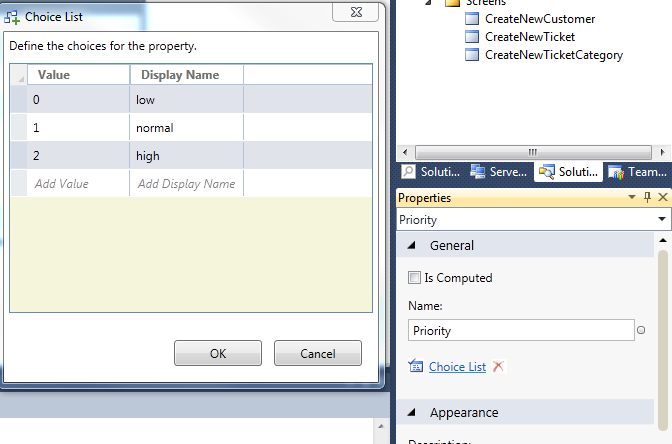 Choice List
Define the choices for the property.
Value Display Name
0 low
1 normal
2 high
Add Value Add Display Name
OK Cancel
Screens
CreateNewCustomer
CreateNewTicket
CreateNewTicketCategory
Soluti... Serve... Soluti... Team...
Properties
Priority
General
Is Computed
Name:
Priority
Choice List
Appearance
Description: